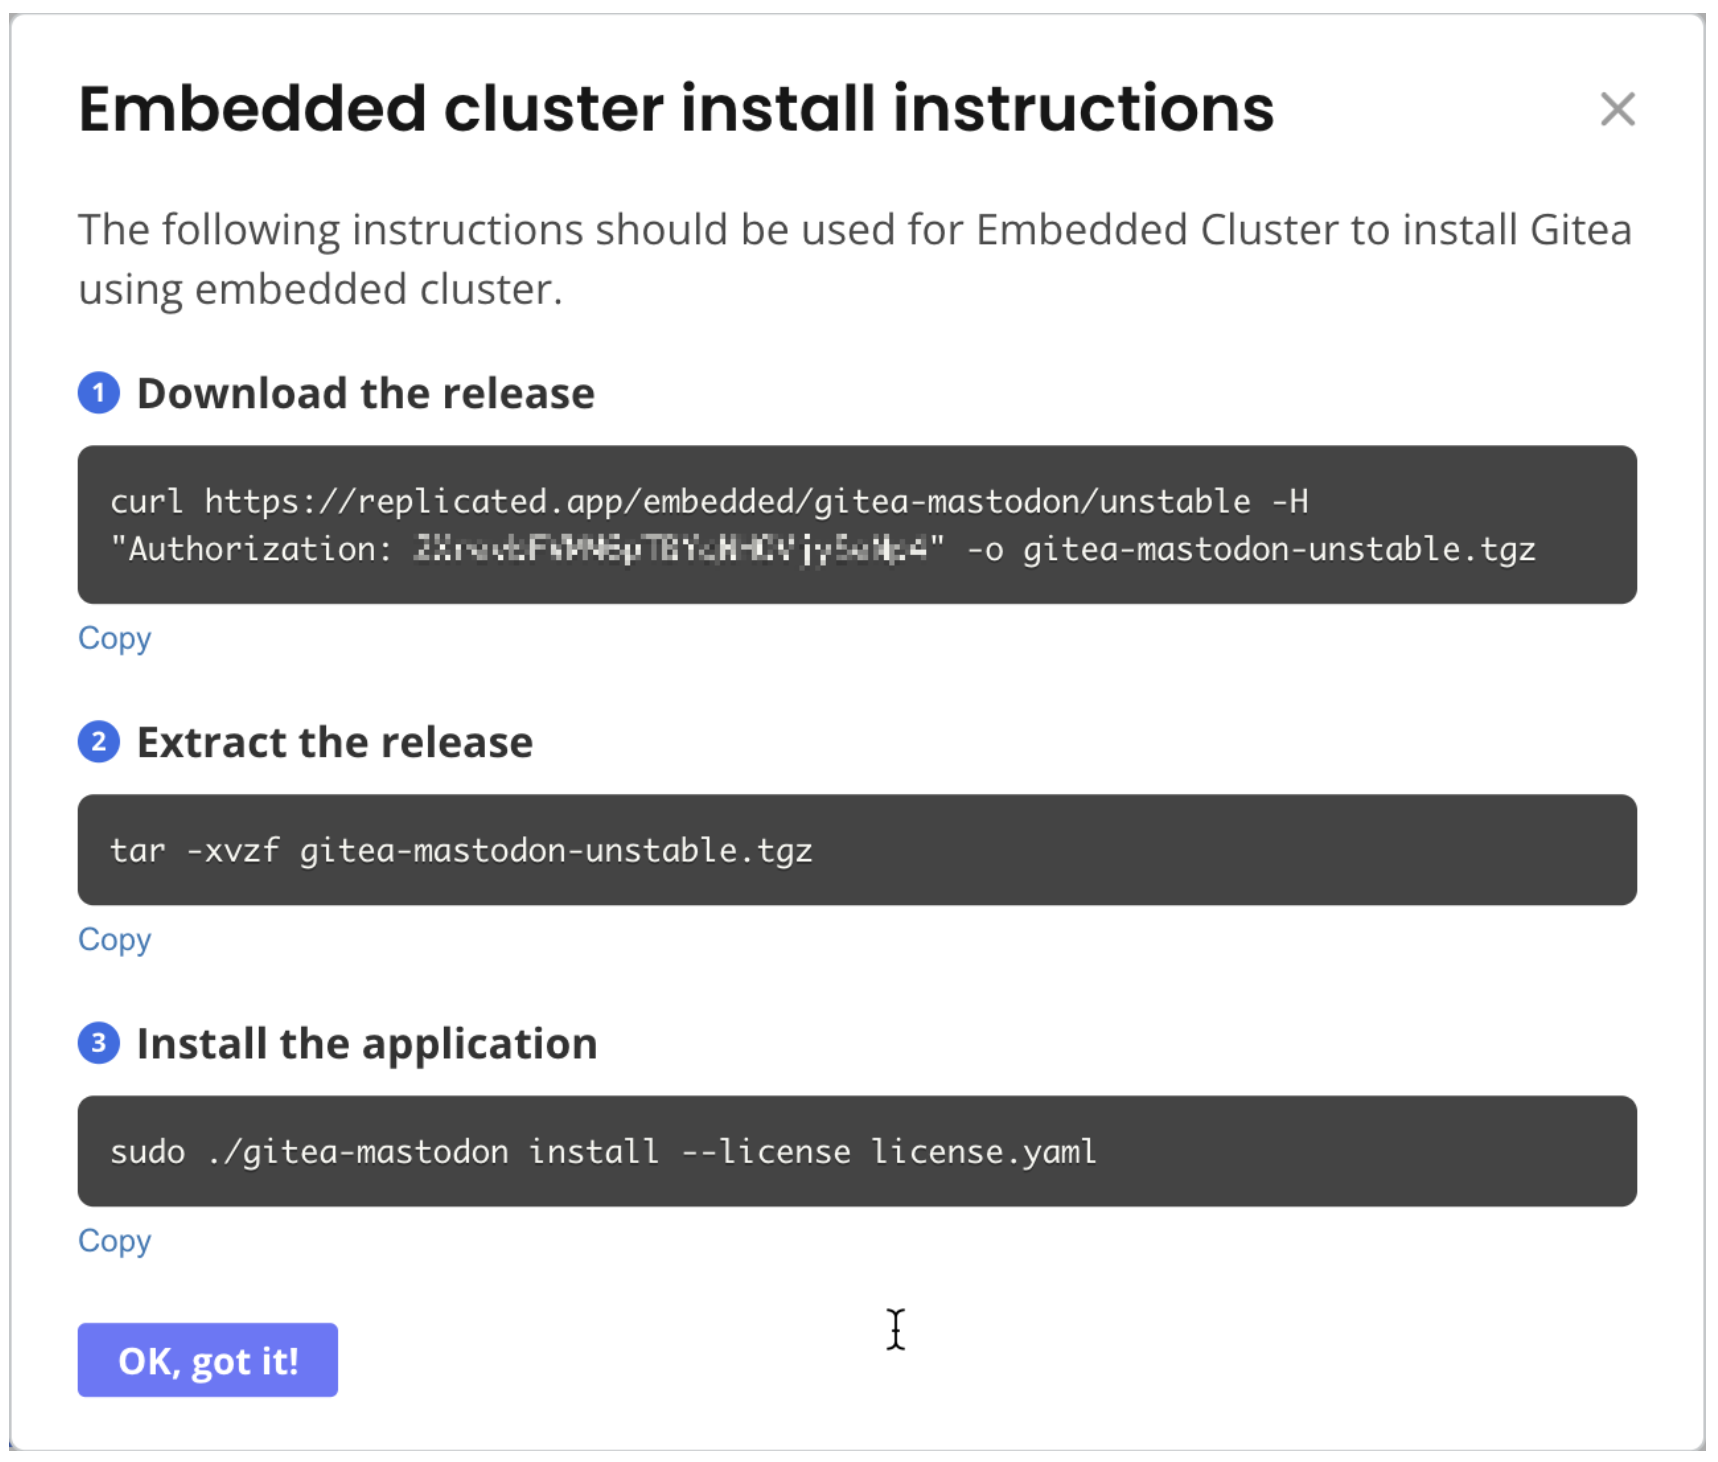 Embedded cluster install instructions
The following instructions should be used for Embedded Cluster to install Gitea
using embedded cluster.
1 Download the release
curl https://replicated.app/embedded/gitea-mastodon/unstable -H
"Authorization: " -o gitea-mastodon-unstable.tgz
Copy
2 Extract the release
tar -xvzf gitea-mastodon-unstable.tgz
Copy
3 Install the application
sudo ./gitea-mastodon install --license license.yaml
Copy
OK, got it!